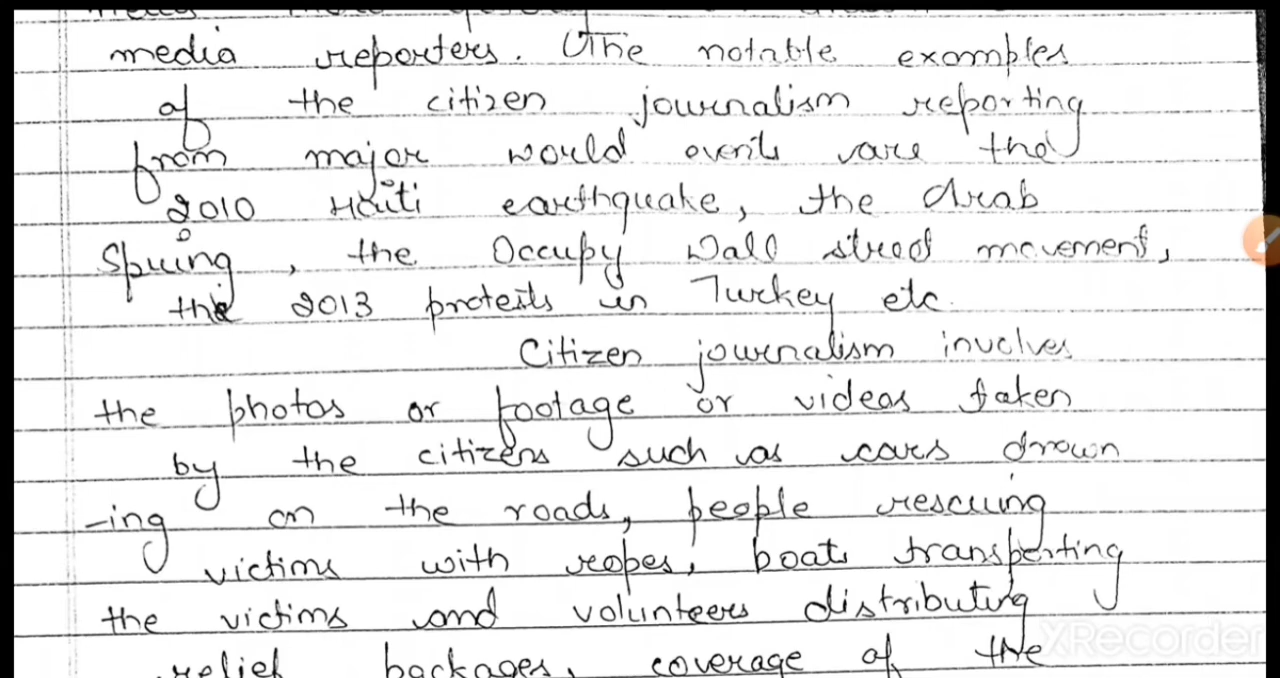 media reporters. The notable examples
of the citizen journalism reporting
from major world events are the
2010 Haiti earthquake, the Arab
Spring, the Occupy Wall street movement,
the 2013 protests in Turkey etc.
Citizen journalism involves
the photos or footage or videos taken
by the citizens such as cars drown
-ing on the roads, people rescuing
victims with ropes, boats transporting
the victims and volunteers distributing
relief packages, coverage of the
XRecorder